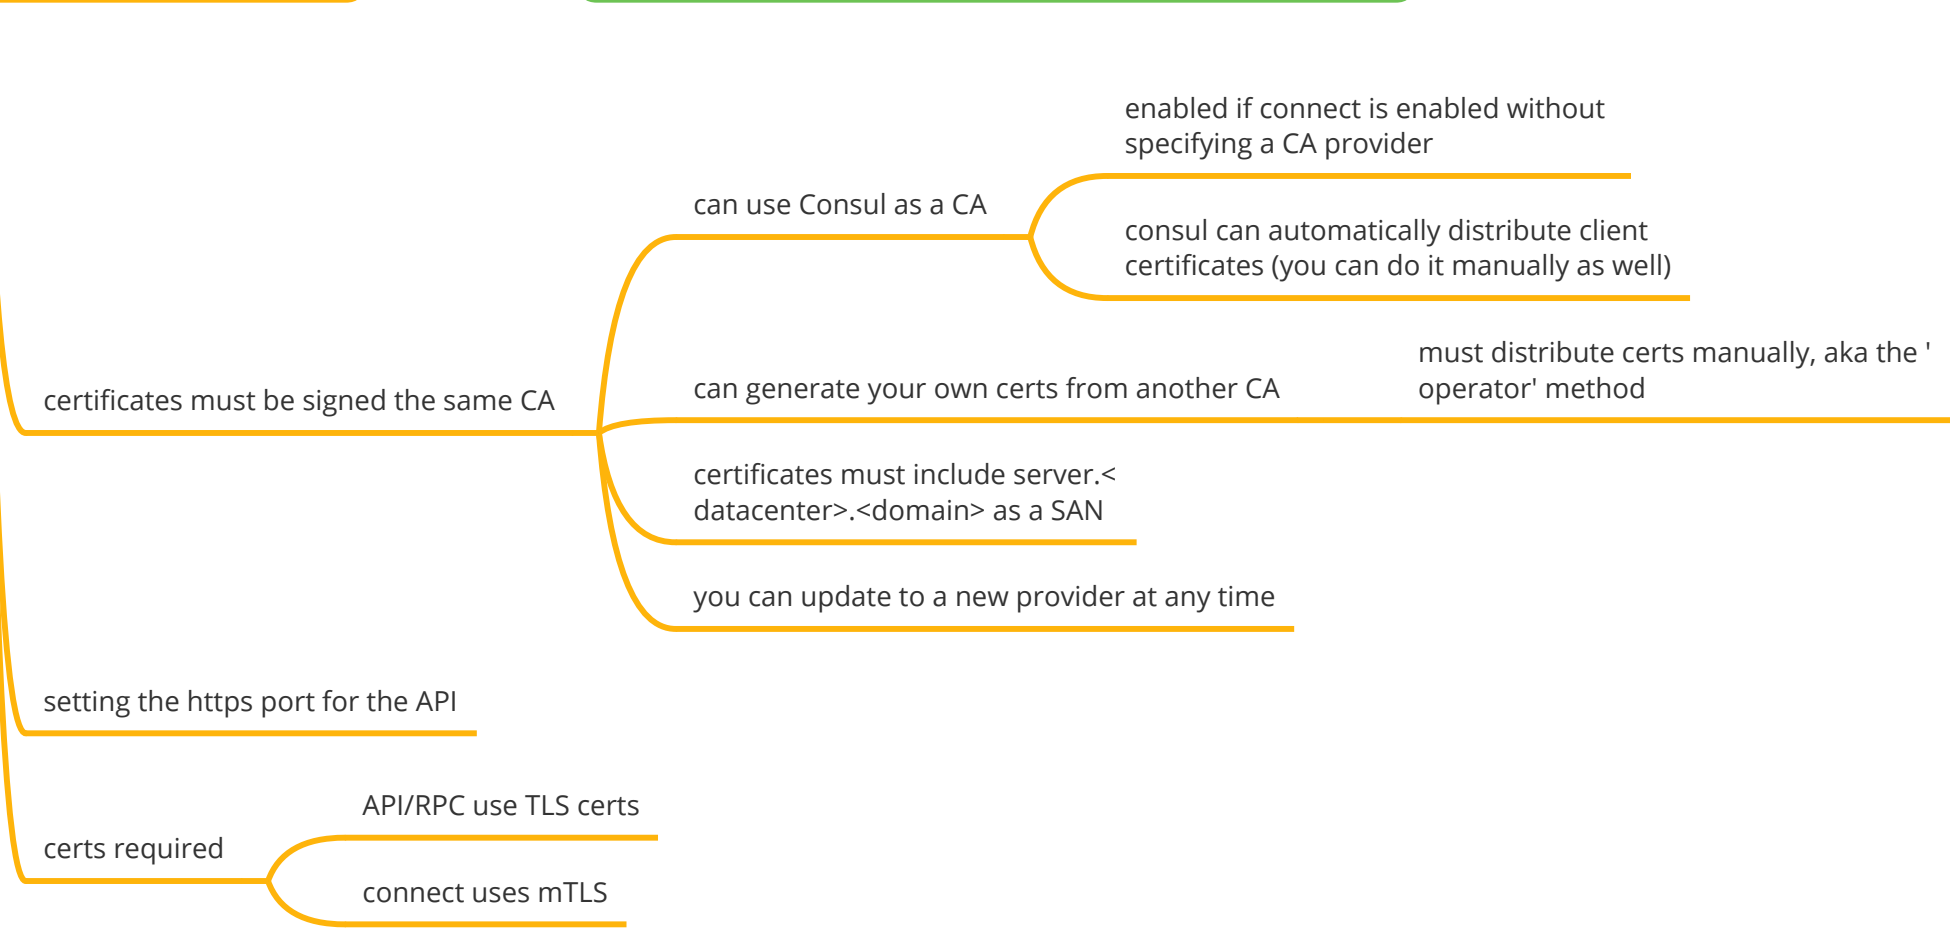 enabled if connect is enabled without
specifying a CA provider
can use Consul as a CA
consul can automatically distribute client
certificates (you can do it manually as well)
must distribute certs manually, aka the '
operator' method
can generate your own certs from another CA
certificates must be signed the same CA
certificates must include server.<
datacenter>.<domain> as a SAN
you can update to a new provider at any time
setting the https port for the API
API/RPC use TLS certs
certs required
connect uses mTLS